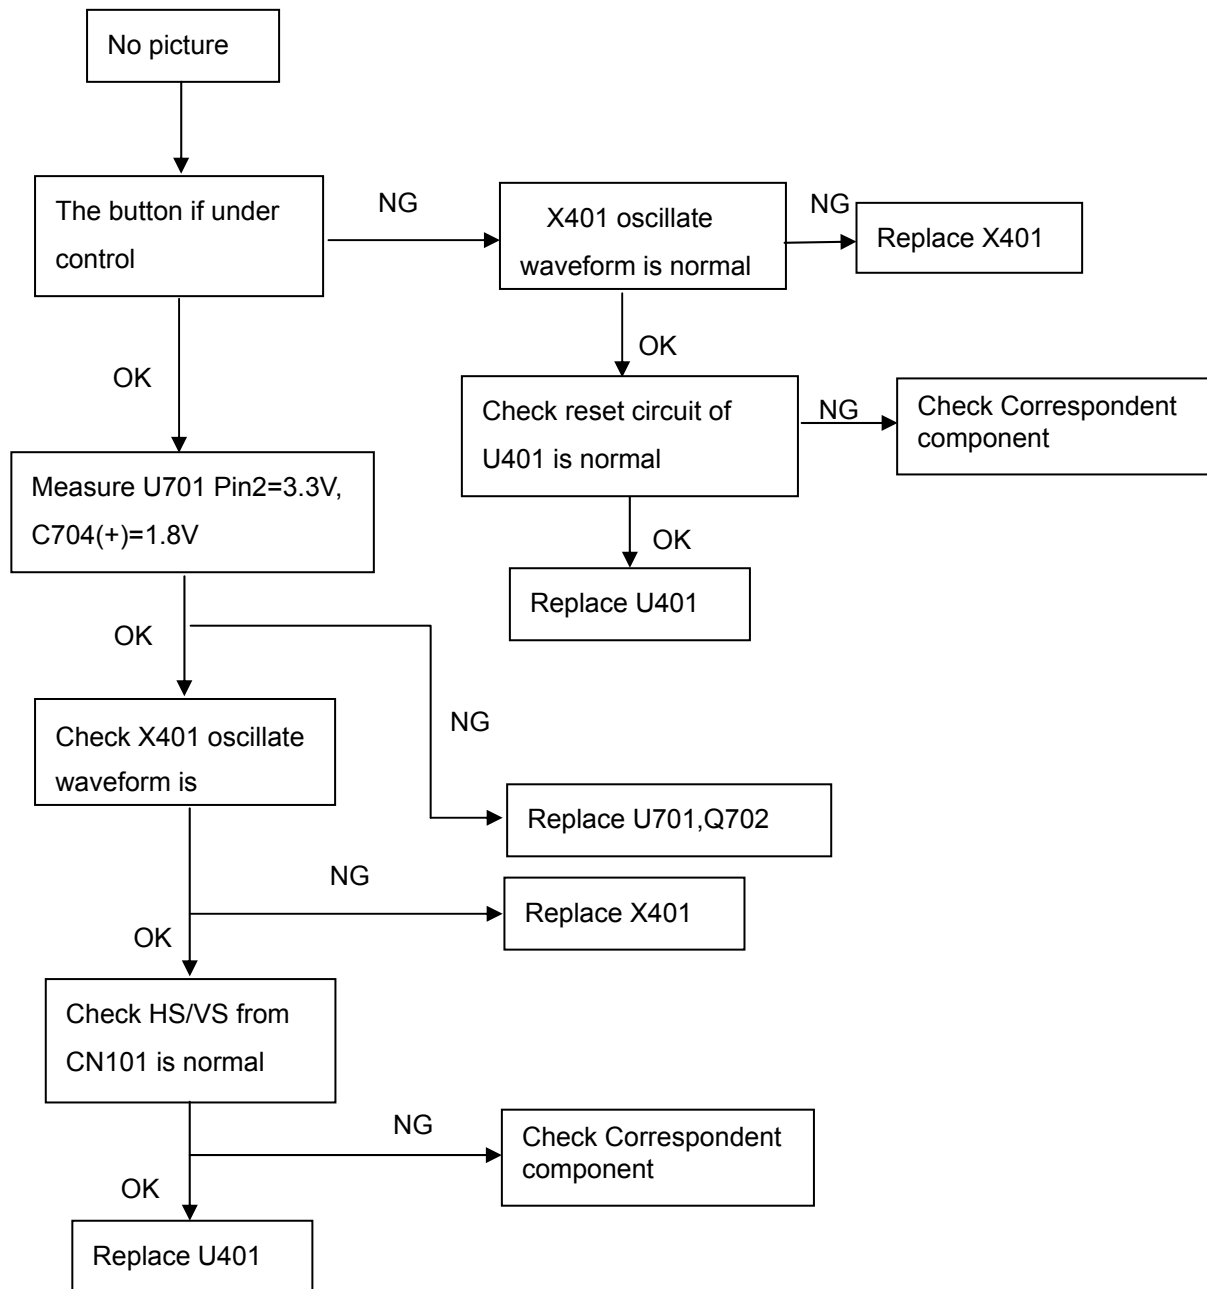 No picture
The button if under
control
NG
X401 oscillate
waveform is normal
NG
Replace X401
OK
OK
Check reset circuit of
U401 is normal
NG
Check Correspondent
component
Measure U701 Pin2=3.3V,
C704(+)=1.8V
OK
Replace U401
OK
NG
Check X401 oscillate
waveform is
Replace U701,Q702
NG
Replace X401
OK
Check HS/VS from
CN101 is normal
NG
Check Correspondent
component
OK
Replace U401